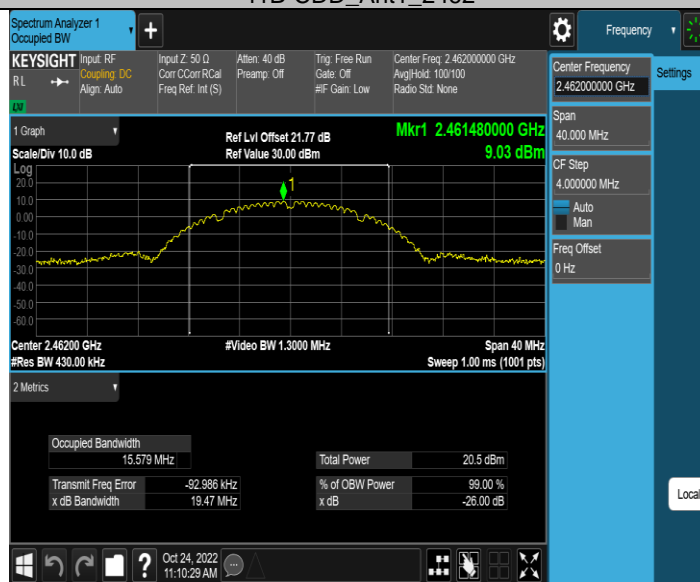 Spectrum Analyzer 1
Occupied BW
+
Frequency
KEYSIGHT
RL
Input: RF
Coupling: DC
Align: Auto
Input Z: 50 Ω
Corr CCorr RCal
Freq Ref: Int (S)
Atten: 40 dB
Preamp: Off
Trig: Free Run
Gate: Off
#IF Gain: Low
Center Freq: 2.462000000 GHz
Avg|Hold: 100/100
Radio Std: None
Center Frequency
2.462000000 GHz
Settings
Span
40.000 MHz
CF Step
4.000000 MHz
Auto
Man
Freq Offset
0 Hz
Local
1 Graph
Scale/Div 10.0 dB
Ref Lvl Offset 21.77 dB
Ref Value 30.00 dBm
Mkr1 2.461480000 GHz
9.03 dBm
Log
20.0
10.0
0.00
-10.0
-20.0
-30.0
-40.0
-50.0
-60.0
1
Center 2.46200 GHz
#Res BW 430.00 kHz
#Video BW 1.3000 MHz
Span 40 MHz
Sweep 1.00 ms (1001 pts)
2 Metrics
Occupied Bandwidth
15.579 MHz
Total Power 20.5 dBm
Transmit Freq Error -92.986 kHz
% of OBW Power 99.00 %
x dB Bandwidth 19.47 MHz
x dB -26.00 dB
?
Oct 24, 2022
11:10:29 AM